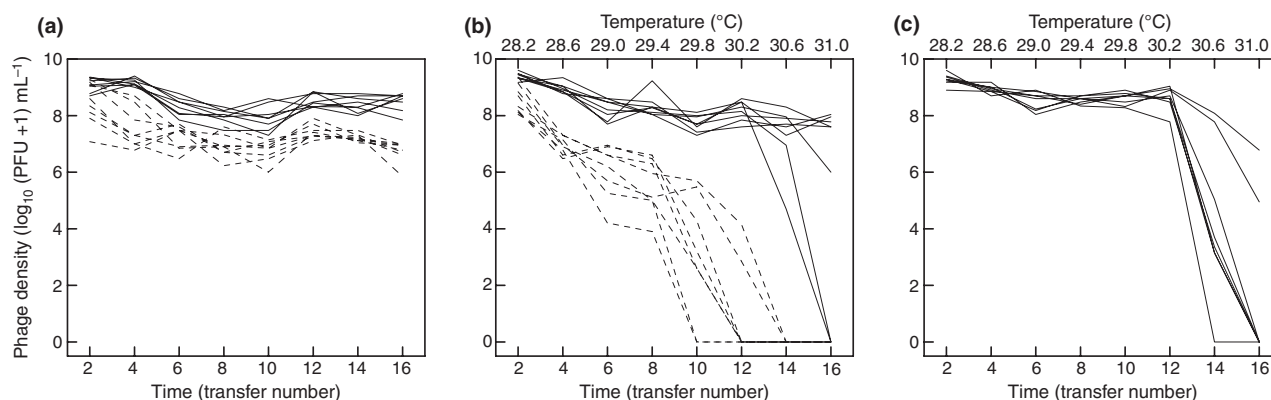 (a)
Phage density (log10 (PFU +1) mL−1)
10
8
6
4
2
0
2 4 6 8 10 12 14 16
Time (transfer number)
(b)
Temperature (°C)
28.2 28.6 29.0 29.4 29.8 30.2 30.6 31.0
10
8
6
4
2
0
2 4 6 8 10 12 14 16
Time (transfer number)
(c)
Temperature (°C)
28.2 28.6 29.0 29.4 29.8 30.2 30.6 31.0
10
8
6
4
2
0
2 4 6 8 10 12 14 16
Time (transfer number)